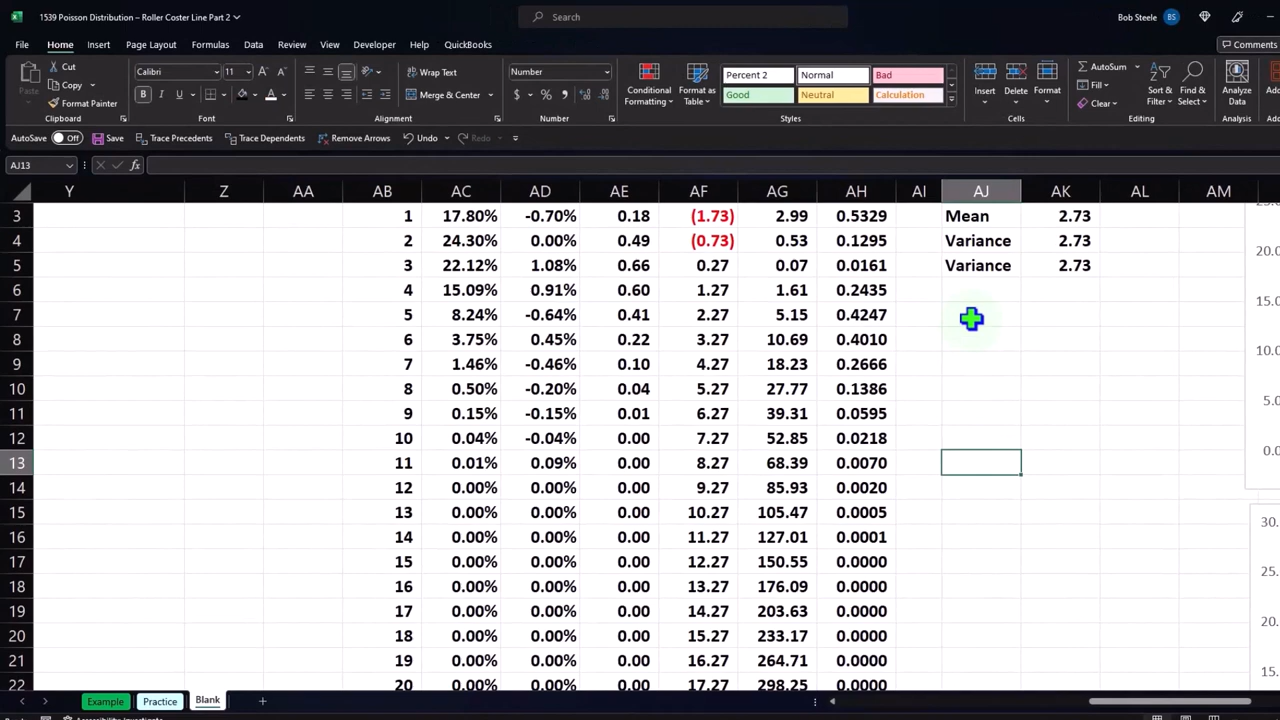 1539 Poisson Distribution – Roller Coster Line Part 2
Search
Bob Steele BS
File Home Insert Page Layout Formulas Data Review View Developer Help QuickBooks Comments
Cut
Copy
Format Painter
Paste
Clipboard
Calibri 11
Font
Wrap Text
Merge & Center
Alignment
Number
Number
Conditional Formatting
Format as Table
Percent 2 Normal Bad
Good Neutral Calculation
Styles
Insert Delete Format
Cells
AutoSum
Fill
Clear
Sort & Filter
Find & Select
Editing
Analyze Data
Analysis
AutoSave Off Save Trace Precedents Trace Dependents Remove Arrows Undo Redo
AJ13 fx
Y Z AA AB AC AD AE AF AG AH AI AJ AK AL AM
3 1 17.80% -0.70% 0.18 (1.73) 2.99 0.5329 Mean 2.73
4 2 24.30% 0.00% 0.49 (0.73) 0.53 0.1295 Variance 2.73 20.0
5 3 22.12% 1.08% 0.66 0.27 0.07 0.0161 Variance 2.73
6 4 15.09% 0.91% 0.60 1.27 1.61 0.2435 15.0
7 5 8.24% -0.64% 0.41 2.27 5.15 0.4247
8 6 3.75% 0.45% 0.22 3.27 10.69 0.4010 10.0
9 7 1.46% -0.46% 0.10 4.27 18.23 0.2666
10 8 0.50% -0.20% 0.04 5.27 27.77 0.1386
11 9 0.15% -0.15% 0.01 6.27 39.31 0.0595 5.0
12 10 0.04% -0.04% 0.00 7.27 52.85 0.0218
13 11 0.01% 0.09% 0.00 8.27 68.39 0.0070 0.0
14 12 0.00% 0.00% 0.00 9.27 85.93 0.0020
15 13 0.00% 0.00% 0.00 10.27 105.47 0.0005 30.
16 14 0.00% 0.00% 0.00 11.27 127.01 0.0001
17 15 0.00% 0.00% 0.00 12.27 150.55 0.0000
18 16 0.00% 0.00% 0.00 13.27 176.09 0.0000 25.
19 17 0.00% 0.00% 0.00 14.27 203.63 0.0000
20 18 0.00% 0.00% 0.00 15.27 233.17 0.0000 20.
21 19 0.00% 0.00% 0.00 16.27 264.71 0.0000 15.
22 20 0.00% 0.00% 0.00 17.27 298.25 0.0000
Example Practice Blank